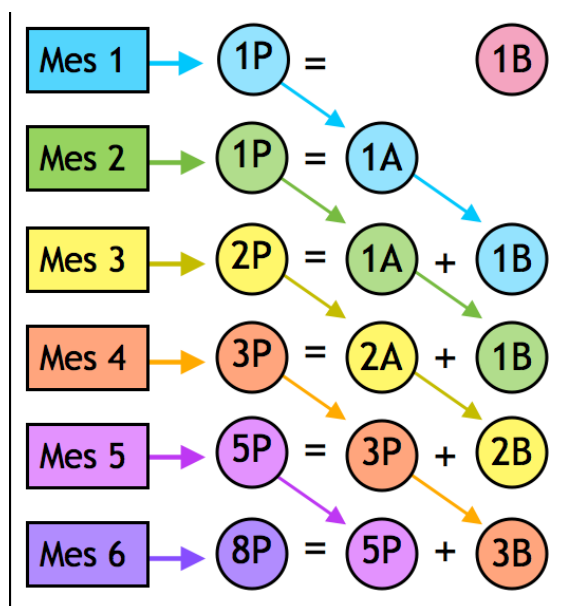 Mes 1 1P = 1B
Mes 2 1P = 1A
Mes 3 2P = 1A + 1B
Mes 4 3P = 2A + 1B
Mes 5 5P = 3P + 2B
Mes 6 8P = 5P + 3B